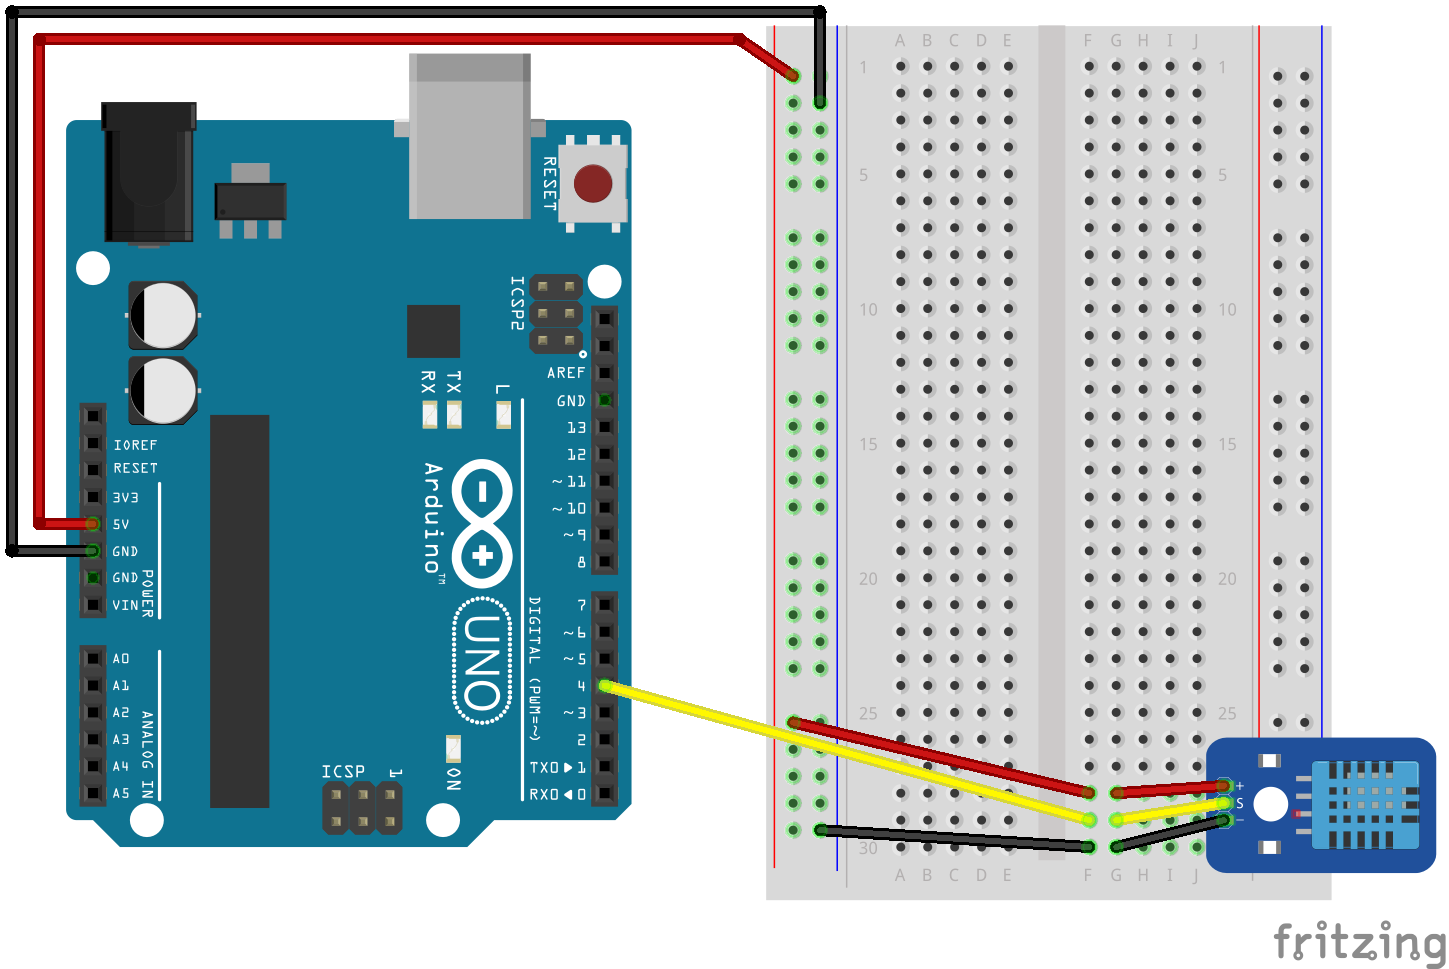 A B C D E F G H I J
1 1
5 5
10 10
15 15
20 20
25 25
30
A B C D E F G H I J
RESET
ICSP2
AREF
GND
13
12
~11
~10
~9
8
7
~6
~5
4
~3
2
TX0▶1
RX0◀0
DIGITAL (PWM=~)
RX
TX
L
Arduino™
UNO
ON
ICSP
1
IOREF
RESET
3V3
5V
GND
GND
VIN
POWER
A0
A1
A2
A3
A4
A5
ANALOG IN
+
S
−
fritzing